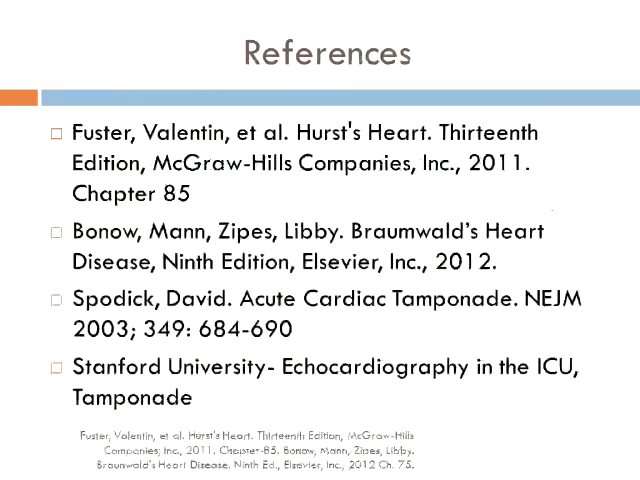 References
Fuster, Valentin, et al. Hurst's Heart. Thirteenth
Edition, McGraw-Hills Companies, Inc., 2011.
Chapter 85
Bonow, Mann, Zipes, Libby. Braumwald's Heart
Disease, Ninth Edition, Elsevier, Inc., 2012.
Spodick, David. Acute Cardiac Tamponade. NEJM
2003; 349: 684-690
Stanford University- Echocardiography in the ICU,
Tamponade
Fuster, Valentin, et al. Hurst's Heart. Thirteenth Edition, McGraw-Hills
Companies, Inc., 2011. Chapter-85. Bonow, Mann, Zipes, Libby.
Braunwald's Heart Disease. Ninth Ed., Elsevier, Inc., 2012 Ch. 75.